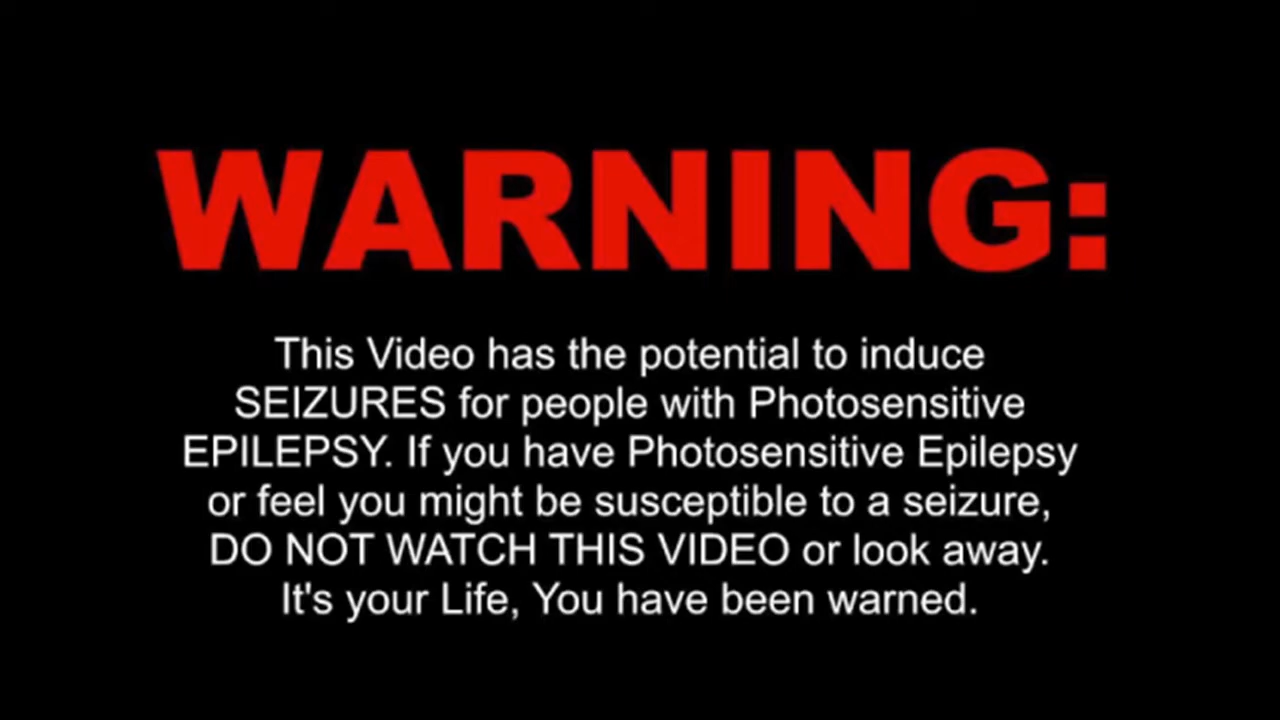 WARNING:
This Video has the potential to induce
SEIZURES for people with Photosensitive
EPILEPSY. If you have Photosensitive Epilepsy
or feel you might be susceptible to a seizure,
DO NOT WATCH THIS VIDEO or look away.
It's your Life, You have been warned.